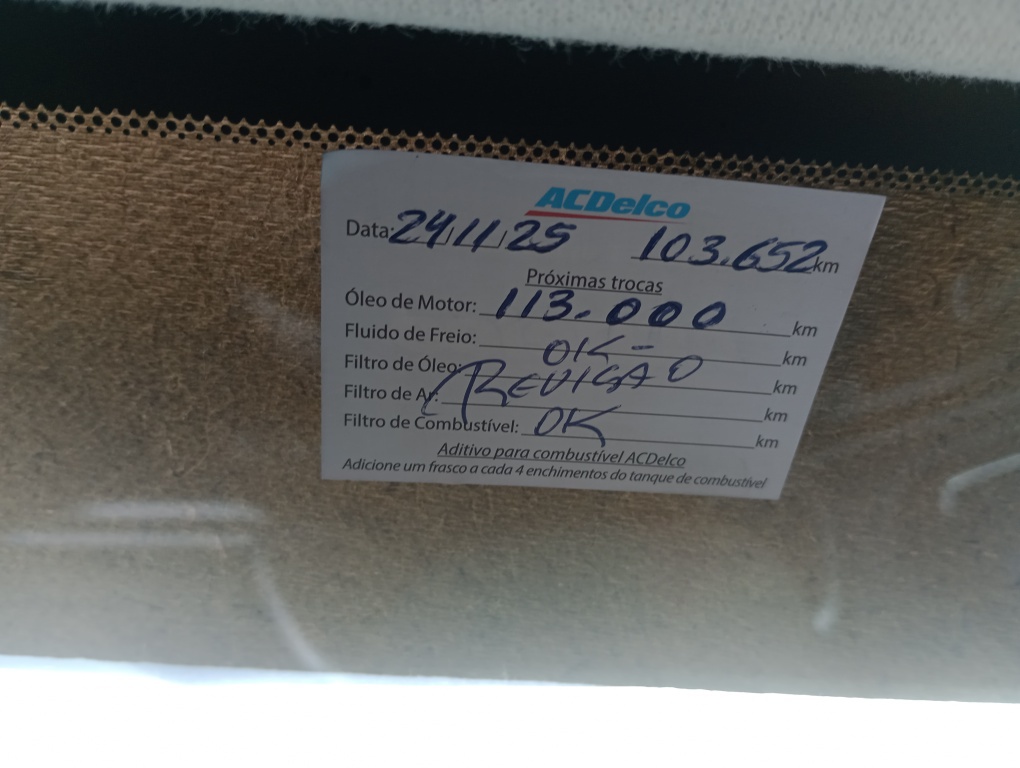 ACDelco
Data: 24/11/25 103.652 km
Próximas trocas
Óleo de Motor: 113.000 km
Fluido de Freio: OK - km
Filtro de Óleo: REVISÃO km
Filtro de Ar: km
Filtro de Combustível: OK km
Aditivo para combustível ACDelco
Adicione um frasco a cada 4 enchimentos do tanque de combustível